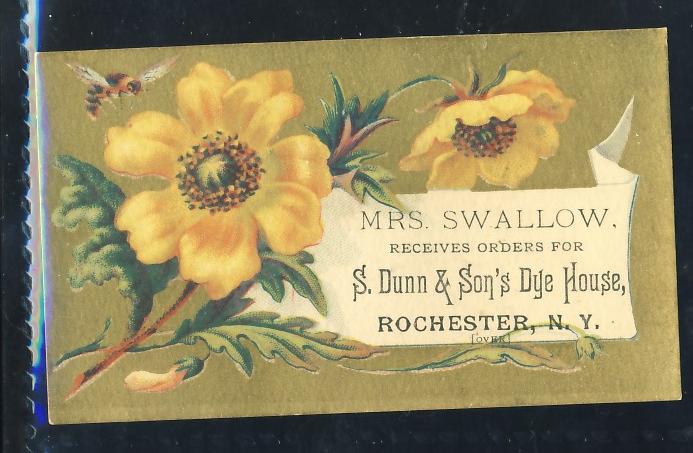 MRS. SWALLOW,
RECEIVES ORDERS FOR
S. Dunn & Son's Dye House,
ROCHESTER, N. Y.
[OVER]